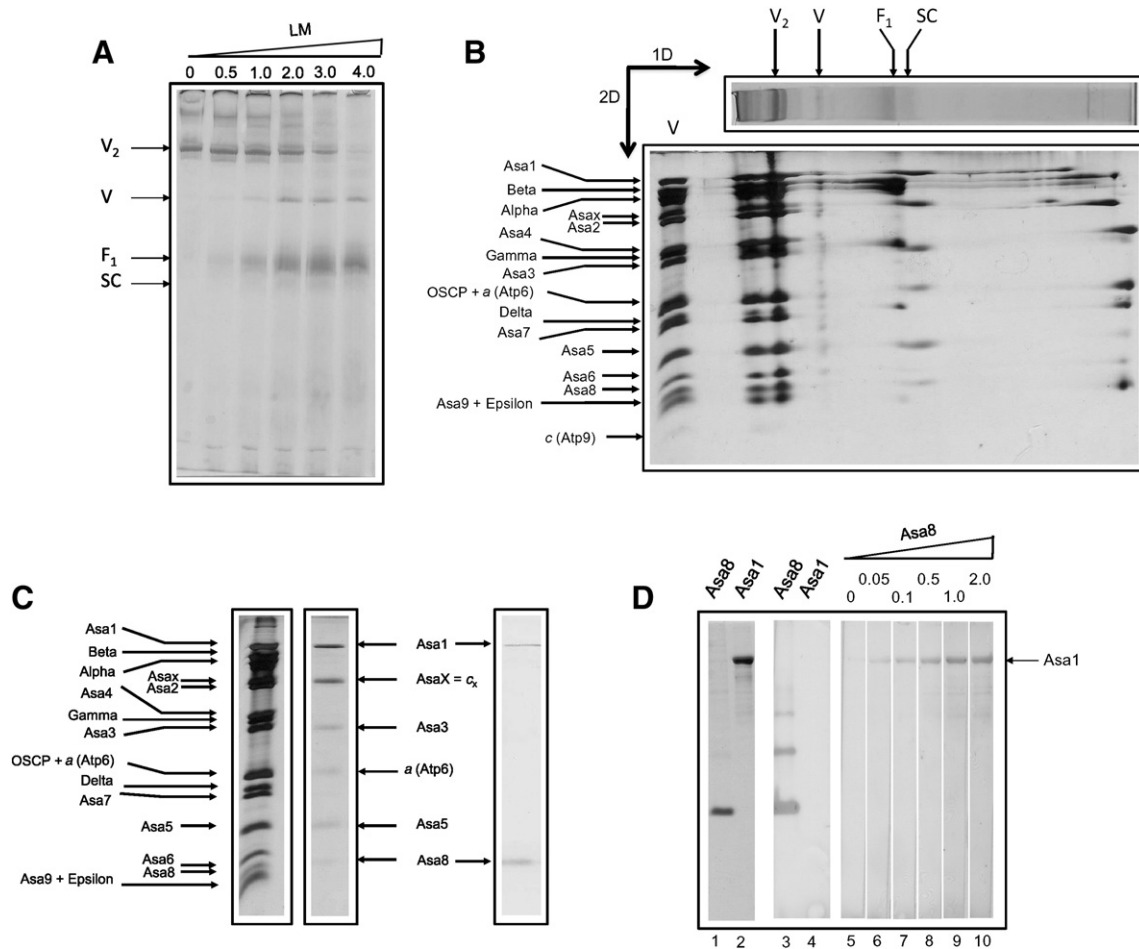 A
LM
0 0.5 1.0 2.0 3.0 4.0
V2
V
F1
SC
B
1D
2D
V2 V F1 SC
V
Asa1
Beta
Alpha
Asax
Asa2
Asa4
Gamma
Asa3
OSCP + a (Atp6)
Delta
Asa7
Asa5
Asa6
Asa8
Asa9 + Epsilon
c (Atp9)
C
Asa1
Beta
Alpha
Asax
Asa2
Asa4
Gamma
Asa3
OSCP + a (Atp6)
Delta
Asa7
Asa5
Asa6
Asa8
Asa9 + Epsilon
Asa1
AsaX = cx
Asa3
a (Atp6)
Asa5
Asa8
D
Asa8 Asa1 Asa8 Asa1
Asa8
0.05 0.5 2.0
0 0.1 1.0
Asa1
1 2 3 4 5 6 7 8 9 10